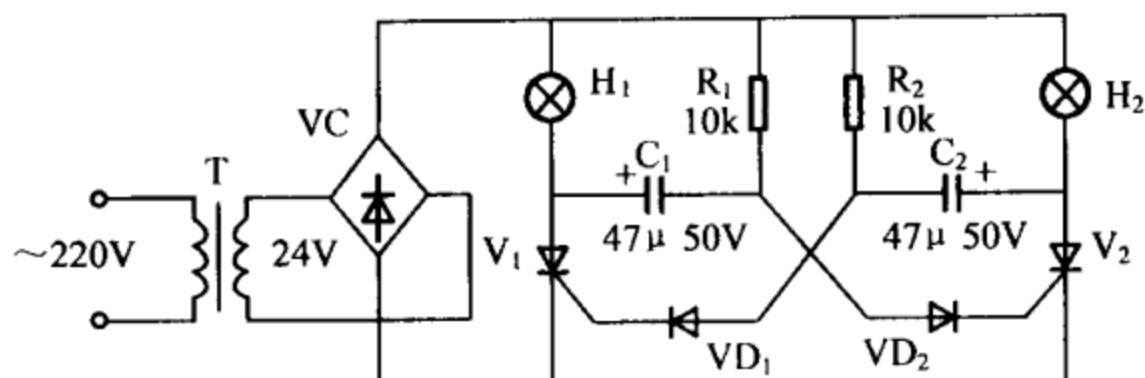 H₁
R₁
10k
R₂
10k
H₂
VC
T
C₁
+
C₂
+
~220V
24V
V₁
47μ 50V
47μ 50V
V₂
VD₁
VD₂